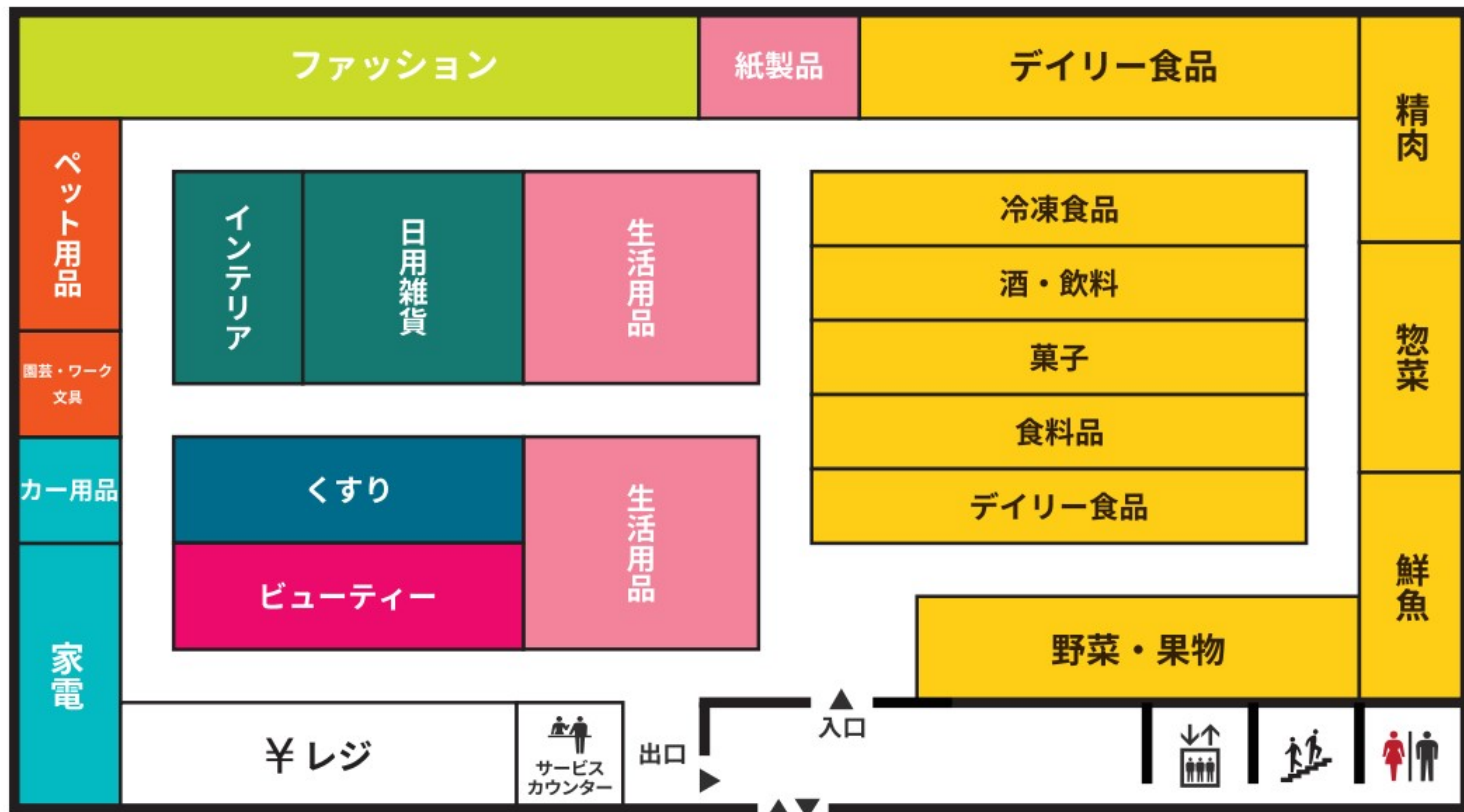 ファッション
紙製品
デイリー食品
精肉
ペット用品
インテリア
日用雑貨
生活用品
冷凍食品
酒・飲料
菓子
食料品
デイリー食品
惣菜
園芸・ワーク
文具
カー用品
くすり
生活用品
ビューティー
鮮魚
家電
野菜・果物
¥レジ
サービス
カウンター
出口
入口